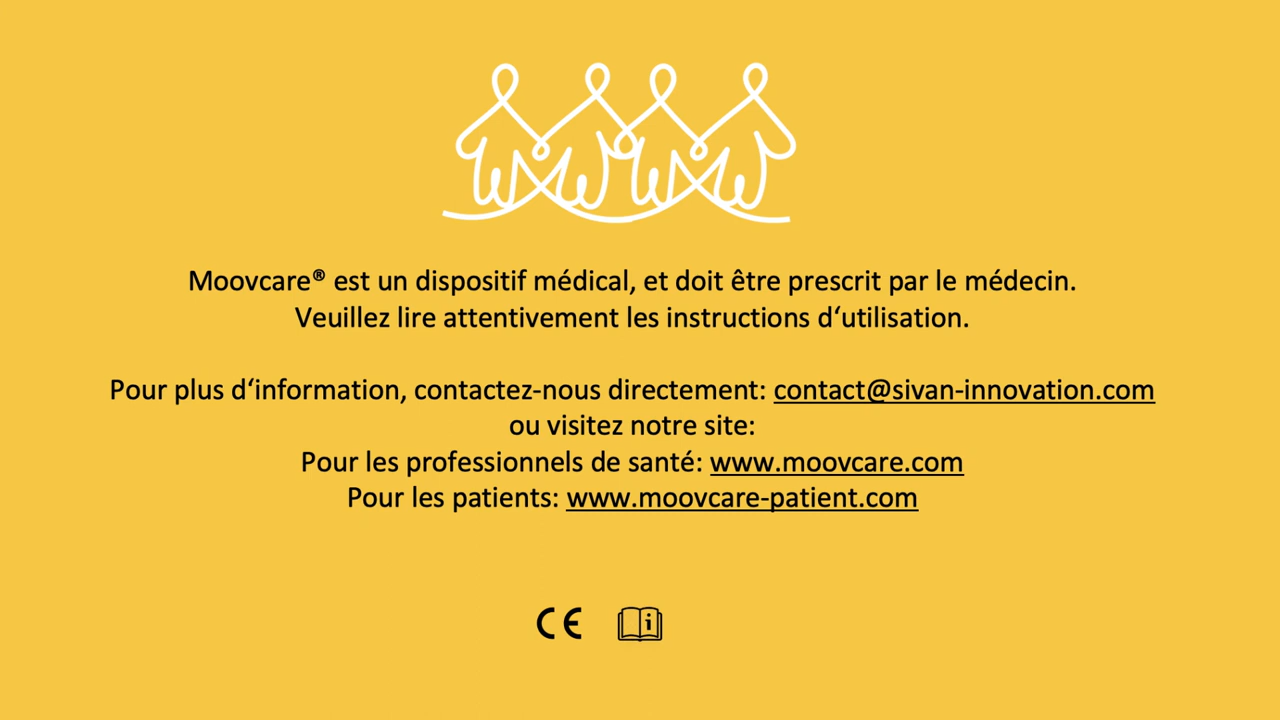 Moovcare® est un dispositif médical, et doit être prescrit par le médecin.
Veuillez lire attentivement les instructions d‘utilisation.
Pour plus d‘information, contactez-nous directement: contact@sivan-innovation.com
ou visitez notre site:
Pour les professionnels de santé: www.moovcare.com
Pour les patients: www.moovcare-patient.com
CE i